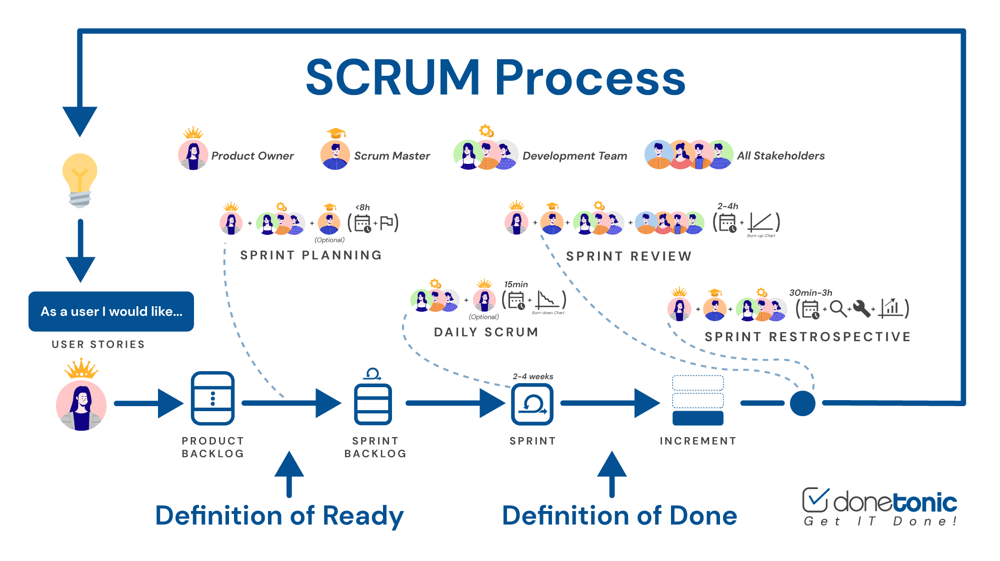 SCRUM Process
Product Owner
Scrum Master
Development Team
All Stakeholders
<8h
(Optional)
SPRINT PLANNING
2-4h
Burn-up Chart
SPRINT REVIEW
15min
(Optional)
Burn-down Chart
DAILY SCRUM
30min-3h
SPRINT RESTROSPECTIVE
As a user I would like...
USER STORIES
2-4 weeks
PRODUCT
BACKLOG
SPRINT
BACKLOG
SPRINT
INCREMENT
Definition of Ready
Definition of Done
donetonic
Get IT Done!